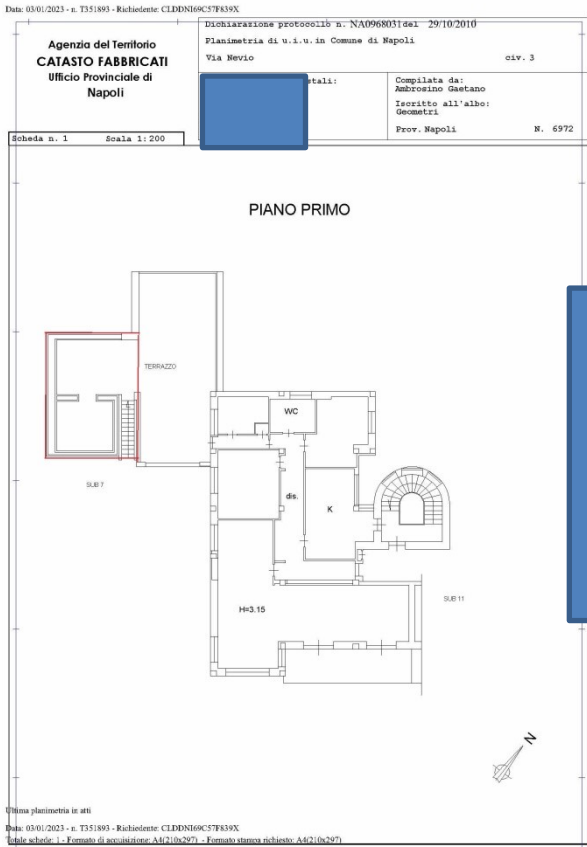 Data: 03/01/2023 - n. T351893 - Richiedente: CLDDNI69C57F839X
Agenzia del Territorio
CATASTO FABBRICATI
Ufficio Provinciale di
Napoli
Dichiarazione protocollo n. NA0968031 del 29/10/2010
Planimetria di u.i.u. in Comune di Napoli
Via Nevio civ. 3
Compilata da:
Ambrosino Gaetano
Iscritto all'albo:
Geometri
Prov. Napoli N. 6972
Scheda n. 1 Scala 1:200
PIANO PRIMO
TERRAZZO
WC
SUB 7
dis.
K
H=3.15
SUB 11
N
Ultima planimetria in atti
Data: 03/01/2023 - n. T351893 - Richiedente: CLDDNI69C57F839X
Totale schede: 1 - Formato di acquisizione: A4(210x297) - Formato stampa richiesto: A4(210x297)